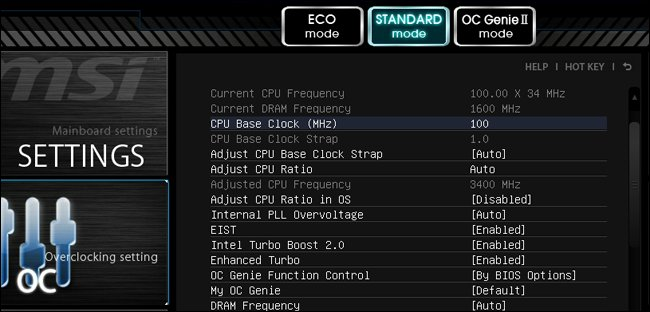 ECO
mode
STANDARD
mode
OC Genie II
mode
HELP | HOT KEY |
msi
Mainboard settings
SETTINGS
Overclocking setting
OC
Current CPU Frequency 100.00 X 34 MHz
Current DRAM Frequency 1600 MHz
CPU Base Clock (MHz) 100
CPU Base Clock Strap 1.0
Adjust CPU Base Clock Strap [Auto]
Adjust CPU Ratio Auto
Adjusted CPU Frequency 3400 MHz
Adjust CPU Ratio in OS [Disabled]
Internal PLL Overvoltage [Auto]
EIST [Enabled]
Intel Turbo Boost 2.0 [Enabled]
Enhanced Turbo [Enabled]
OC Genie Function Control [By BIOS Options]
My OC Genie [Default]
DRAM Frequency [Auto]